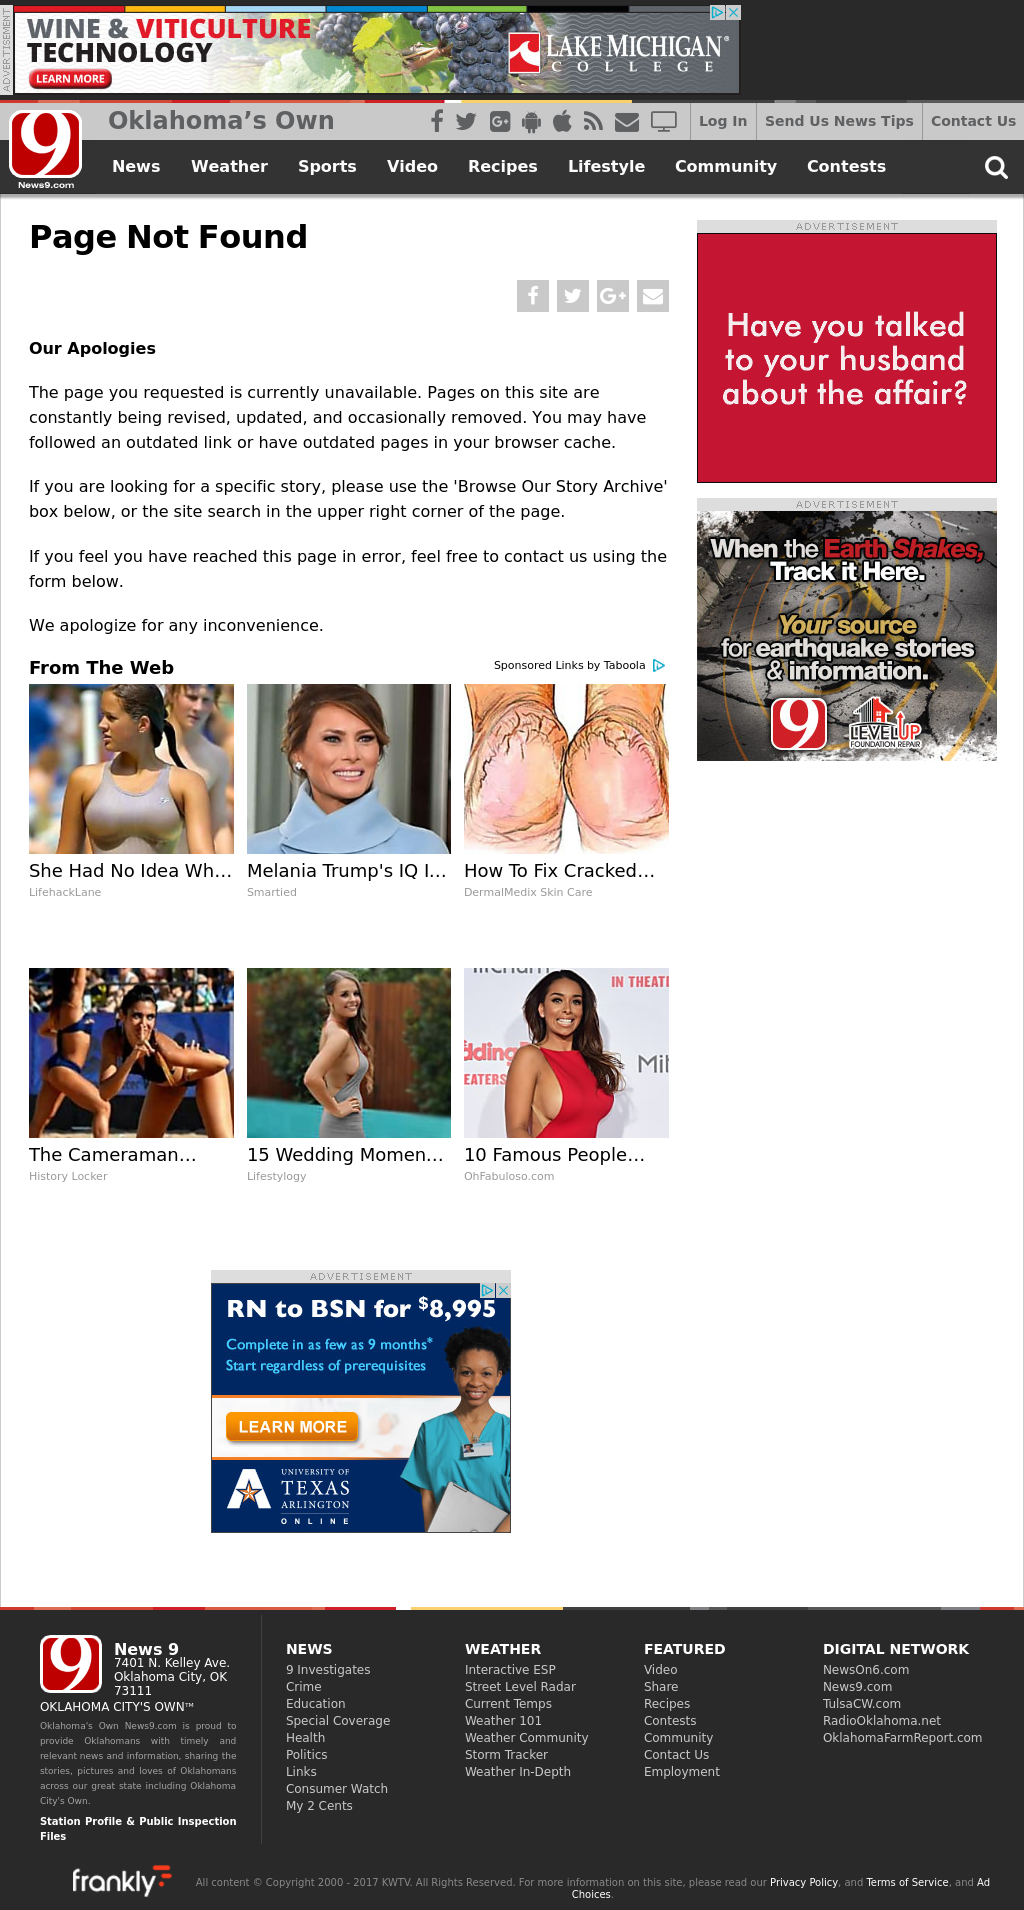 ADVERTISEMENT
WINE & VITICULTURE
TECHNOLOGY
LEARN MORE
LAKE MICHIGAN®
COLLEGE
Oklahoma’s Own
Log In
Send Us News Tips
Contact Us
9
News9.com
News
Weather
Sports
Video
Recipes
Lifestyle
Community
Contests
Page Not Found
Our Apologies
The page you requested is currently unavailable. Pages on this site are
constantly being revised, updated, and occasionally removed. You may have
followed an outdated link or have outdated pages in your browser cache.
If you are looking for a specific story, please use the 'Browse Our Story Archive'
box below, or the site search in the upper right corner of the page.
If you feel you have reached this page in error, feel free to contact us using the
form below.
We apologize for any inconvenience.
ADVERTISEMENT
Have you talked
to your husband
about the affair?
ADVERTISEMENT
When the Earth Shakes,
Track it Here.
Your source
for earthquake stories
& information.
9
LEVELUP
FOUNDATION REPAIR
From The Web
Sponsored Links by Taboola
She Had No Idea Wh...
LifehackLane
Melania Trump's IQ I...
Smartied
How To Fix Cracked...
DermalMedix Skin Care
IN THEATE
dding
EATERS
Mi
The Cameraman...
History Locker
15 Wedding Momen...
Lifestylogy
10 Famous People...
OhFabuloso.com
ADVERTISEMENT
RN to BSN for $8,995
Complete in as few as 9 months*
Start regardless of prerequisites
LEARN MORE
A
UNIVERSITY OF
TEXAS
ARLINGTON
ONLINE
9
News 9
7401 N. Kelley Ave.
Oklahoma City, OK
73111
OKLAHOMA CITY'S OWN™
Oklahoma's Own News9.com is proud to
provide Oklahomans with timely and
relevant news and information, sharing the
stories, pictures and loves of Oklahomans
across our great state including Oklahoma
City's Own.
Station Profile & Public Inspection
Files
NEWS
9 Investigates
Crime
Education
Special Coverage
Health
Politics
Links
Consumer Watch
My 2 Cents
WEATHER
Interactive ESP
Street Level Radar
Current Temps
Weather 101
Weather Community
Storm Tracker
Weather In-Depth
FEATURED
Video
Share
Recipes
Contests
Community
Contact Us
Employment
DIGITAL NETWORK
NewsOn6.com
News9.com
TulsaCW.com
RadioOklahoma.net
OklahomaFarmReport.com
frankly
All content © Copyright 2000 - 2017 KWTV. All Rights Reserved. For more information on this site, please read our Privacy Policy, and Terms of Service, and Ad
Choices.